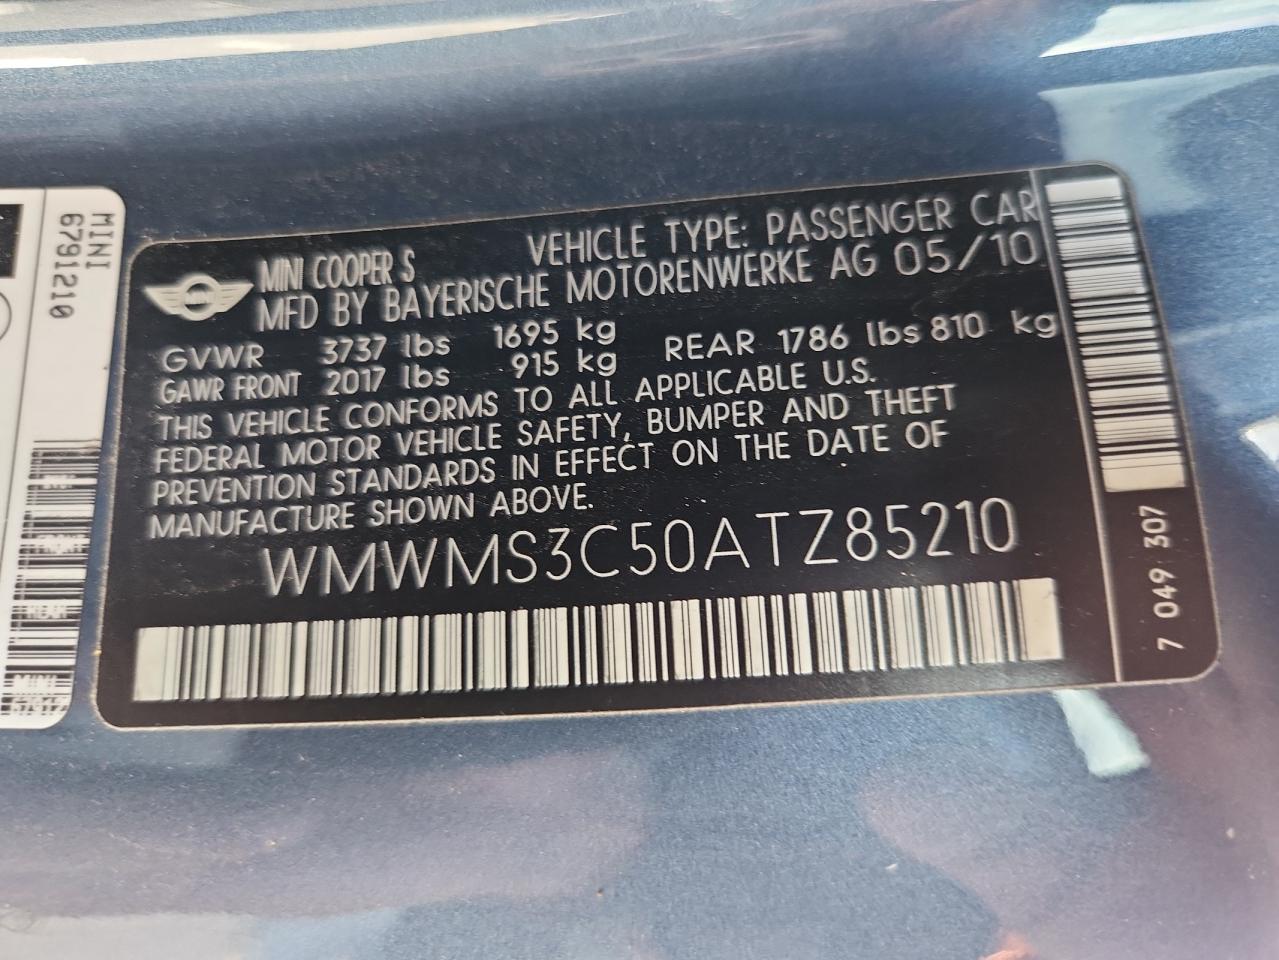 MINI
6791210
MINI COOPER S VEHICLE TYPE: PASSENGER CAR
MFD BY BAYERISCHE MOTORENWERKE AG 05/10
GVWR 3737 lbs 1695 kg
GAWR FRONT 2017 lbs 915 kg REAR 1786 lbs 810 kg
THIS VEHICLE CONFORMS TO ALL APPLICABLE U.S.
FEDERAL MOTOR VEHICLE SAFETY, BUMPER AND THEFT
PREVENTION STANDARDS IN EFFECT ON THE DATE OF
MANUFACTURE SHOWN ABOVE.
WMWMS3C50ATZ85210
7 049 307
REAR
MINI